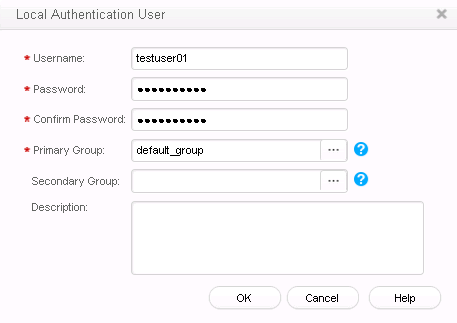 Local Authentication User
* Username: testuser01
* Password: ●●●●●●●●●●
* Confirm Password: ●●●●●●●●●●
* Primary Group: default_group ... ?
Secondary Group: ... ?
Description:
OK Cancel Help